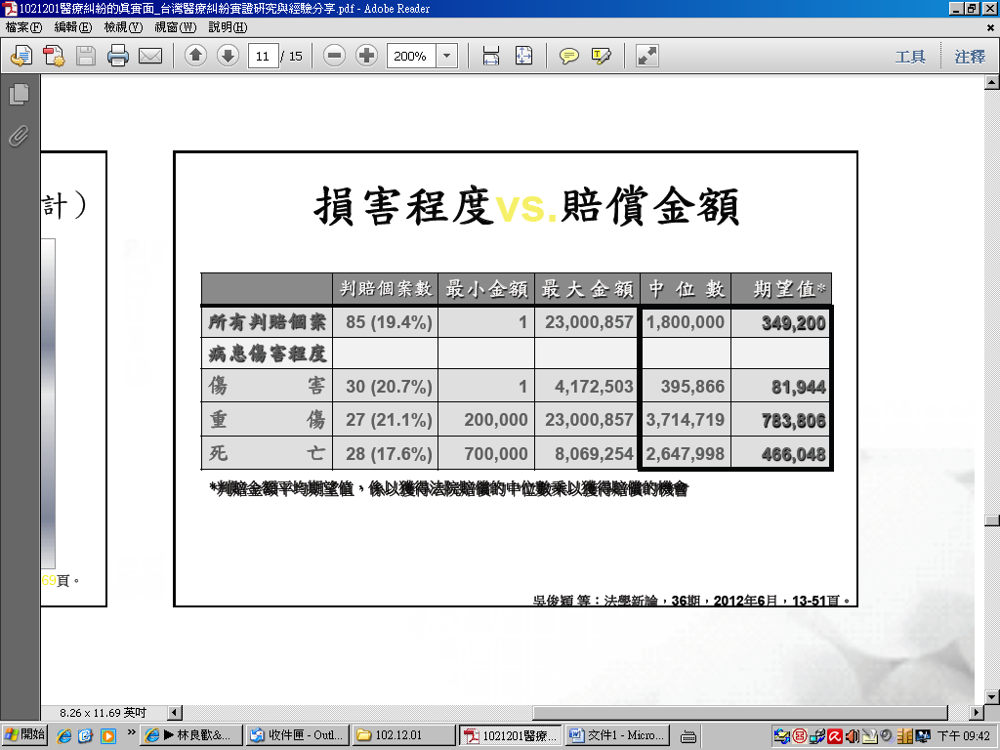 1021201醫療糾紛的真實面_台灣醫療糾紛實證研究與經驗分享.pdf - Adobe Reader
檔案(F) 編輯(E) 檢視(V) 視窗(W) 說明(H)
11 / 15 200% 工具 注釋
計）
損害程度vs.賠償金額
判賠個案數 最小金額 最大金額 中位數 期望值*
所有判賠個案 85 (19.4%) 1 23,000,857 1,800,000 349,200
病患傷害程度
傷害 30 (20.7%) 1 4,172,503 395,866 81,944
重傷 27 (21.1%) 200,000 23,000,857 3,714,719 783,806
死亡 28 (17.6%) 700,000 8,069,254 2,647,998 466,048
*判賠金額平均期望值，係以獲得法院賠償的中位數乘以獲得賠償的機會
69頁。
吳俊穎 等：法學新論，36期，2012年6月，13-51頁。
8.26 x 11.69 英吋
開始 林良歡&... 收件匣 - Outl... 102.12.01 1021201醫療... 文件1 - Micro... 下午 09:42